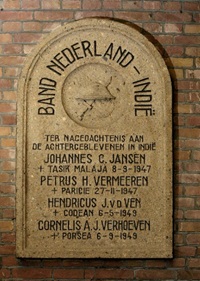 BAND NEDERLAND-INDIË
TER NAGEDACHTENIS AAN
DE ACHTERGEBLEVENEN IN INDIË
JOHANNES C. JANSEN
+ TASIK MALAJA 8-9-1947
PETRUS H. VERMEEREN
+ PARIGIE 27-11-1947
HENDRICUS J.v.D.VEN
+ GODEAN 6-5-1949
CORNELIS A.J. VERHOEVEN
+ PORSEA 6-9-1949